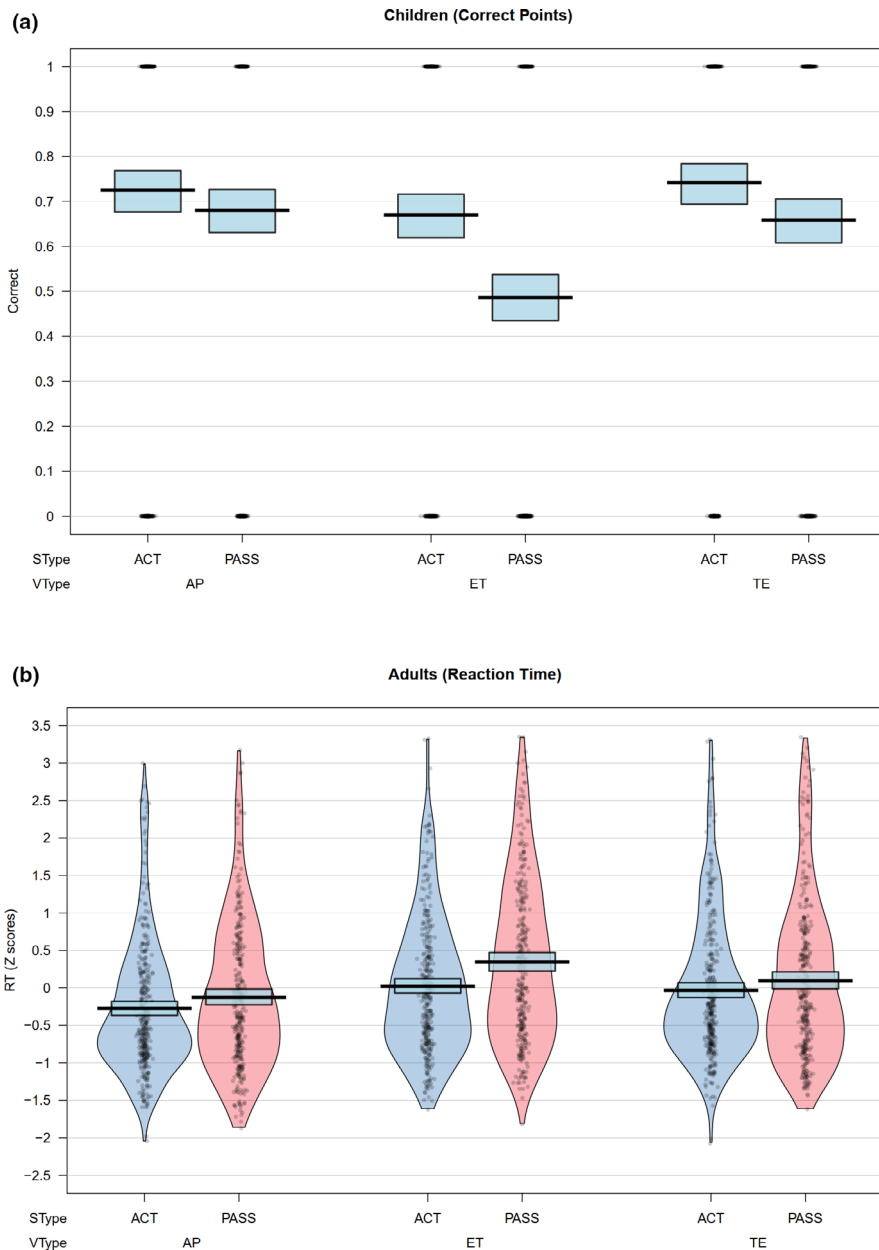 (a)
Children (Correct Points)
1
0.9
0.8
0.7
0.6
0.5
0.4
0.3
0.2
0.1
0
Correct
SType ACT PASS ACT PASS ACT PASS
VType AP ET TE
(b)
Adults (Reaction Time)
3.5
3
2.5
2
1.5
1
0.5
0
−0.5
−1
−1.5
−2
−2.5
RT (Z scores)
SType ACT PASS ACT PASS ACT PASS
VType AP ET TE